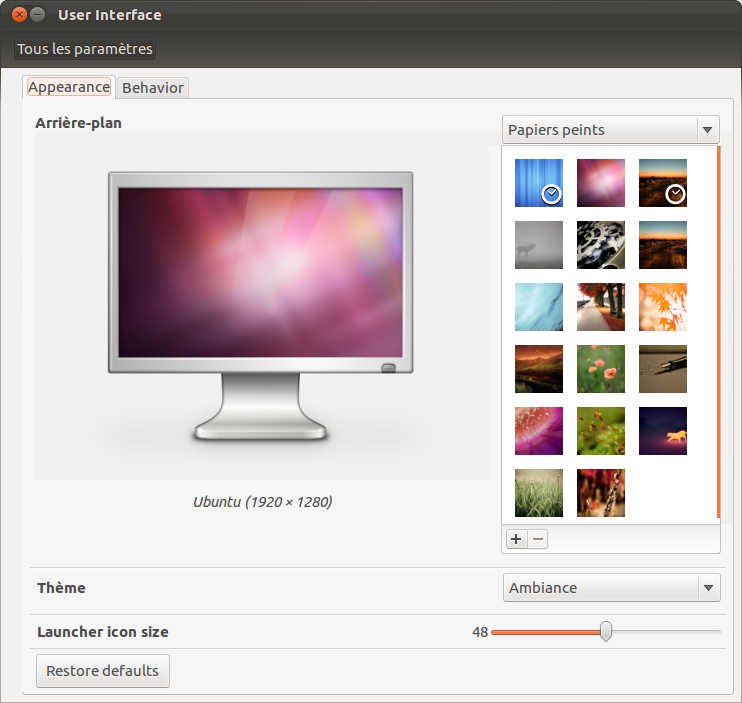 User Interface
Tous les paramètres
Appearance
Behavior
Arrière-plan
Papiers peints
Ubuntu (1920 × 1280)
Thème
Ambiance
Launcher icon size
48
Restore defaults